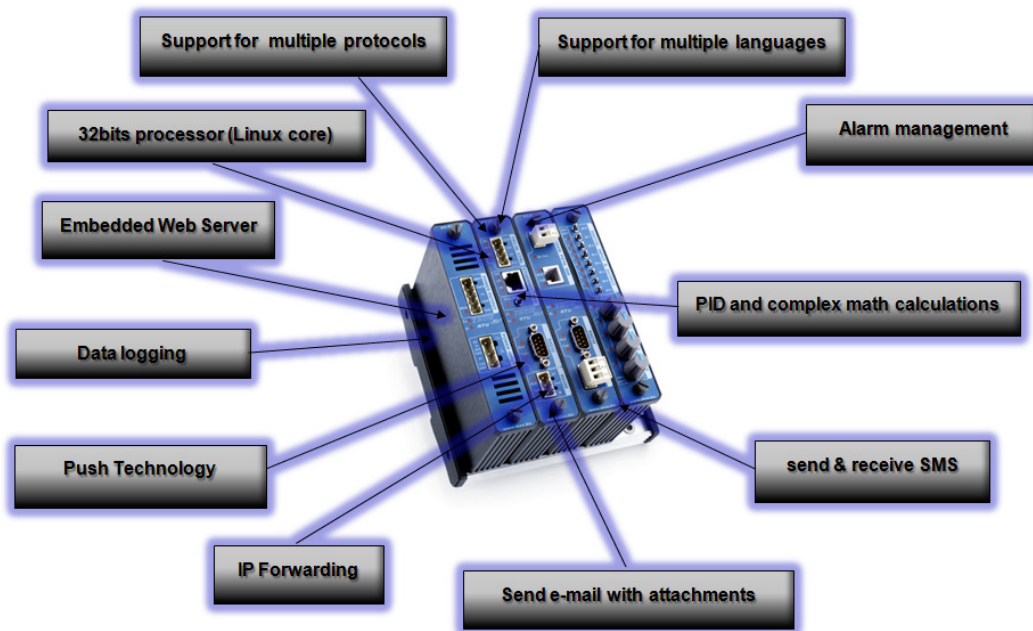 Support for multiple protocols
Support for multiple languages
32bits processor (Linux core)
Alarm management
Embedded Web Server
PID and complex math calculations
Data logging
Push Technology
send & receive SMS
IP Forwarding
Send e-mail with attachments